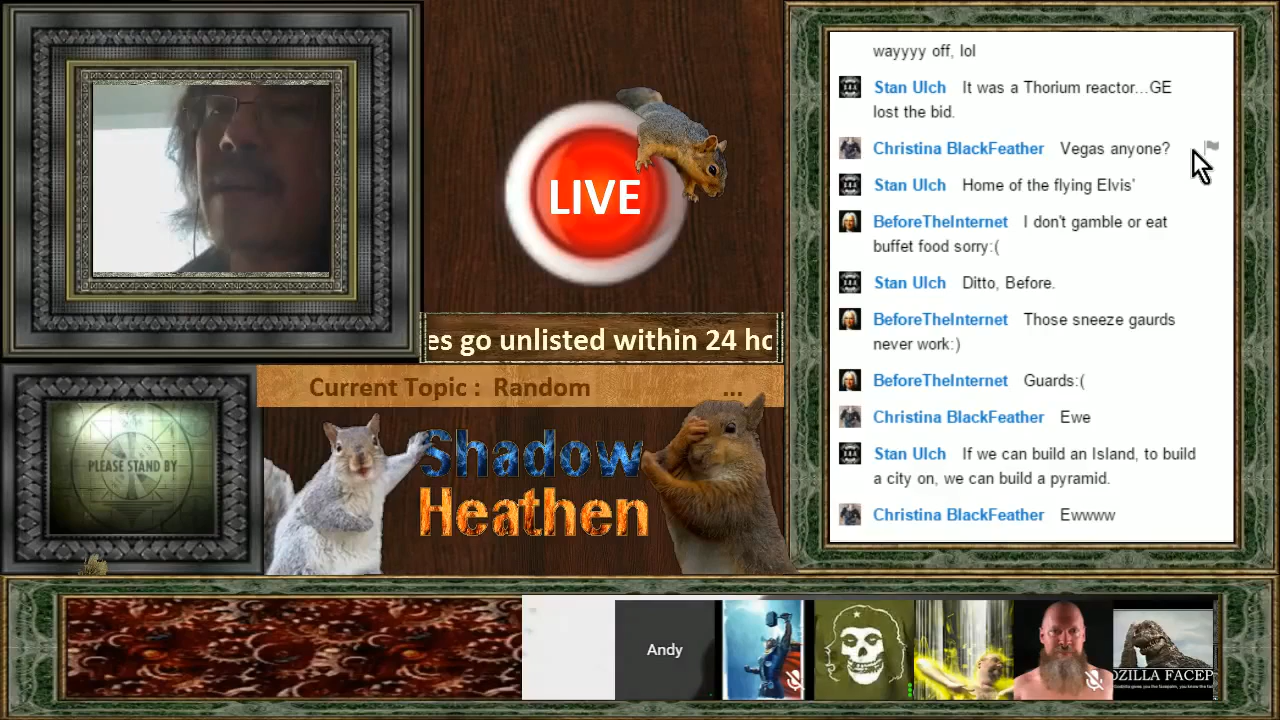 LIVE
es go unlisted within 24 ho
Current Topic : Random ...
PLEASE STAND BY
Shadow
Heathen
wayyyy off, lol
Stan Ulch It was a Thorium reactor...GE
lost the bid.
Christina BlackFeather Vegas anyone?
Stan Ulch Home of the flying Elvis'
BeforeTheInternet I don't gamble or eat
buffet food sorry:(
Stan Ulch Ditto, Before.
BeforeTheInternet Those sneeze gaurds
never work:)
BeforeTheInternet Guards:(
Christina BlackFeather Ewe
Stan Ulch If we can build an Island, to build
a city on, we can build a pyramid.
Christina BlackFeather Ewwww
Andy
DZILLA FACEP